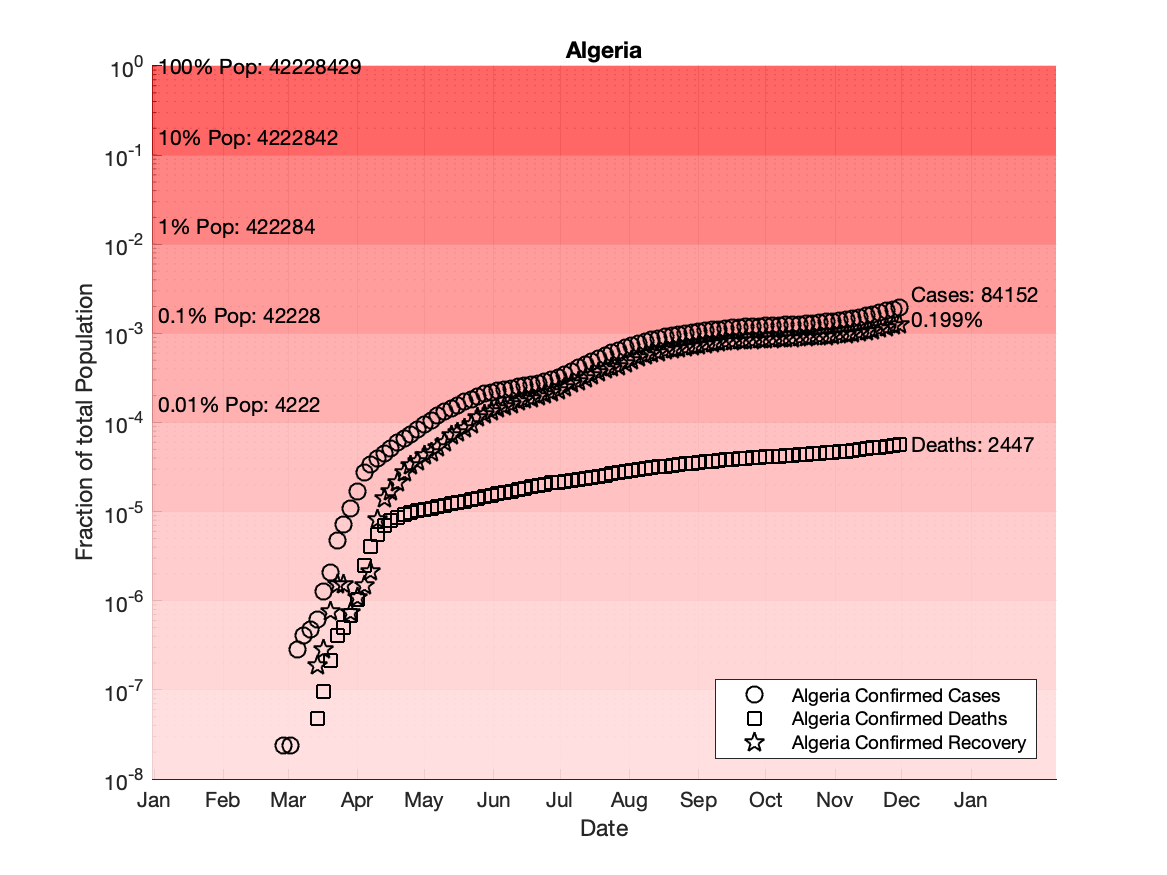 Algeria
10^0
100% Pop: 42228429
10% Pop: 4222842
10^-1
1% Pop: 422284
10^-2
Cases: 84152
0.1% Pop: 42228
0.199%
10^-3
0.01% Pop: 4222
10^-4
Deaths: 2447
10^-5
10^-6
10^-7
10^-8
Fraction of total Population
Algeria Confirmed Cases
Algeria Confirmed Deaths
Algeria Confirmed Recovery
Jan Feb Mar Apr May Jun Jul Aug Sep Oct Nov Dec Jan
Date